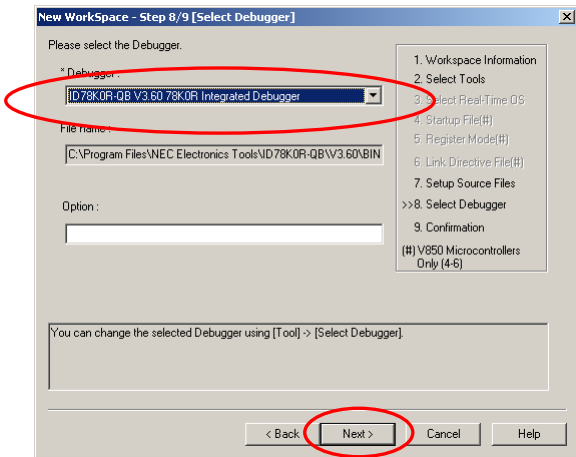 New WorkSpace - Step 8/9 [Select Debugger]
Please select the Debugger.
* Debugger :
ID78K0R-QB V3.60 78K0R Integrated Debugger
File name :
C:\Program Files\NEC Electronics Tools\ID78K0R-QB\V3.60\BIN
Option :
1. Workspace Information
2. Select Tools
3. Select Real-Time OS
4. Startup File(#)
5. Register Mode(#)
6. Link Directive File(#)
7. Setup Source Files
>>8. Select Debugger
9. Confirmation
(#) V850 Microcontrollers
Only (4-6)
You can change the selected Debugger using [Tool] -> [Select Debugger].
< Back
Next >
Cancel
Help